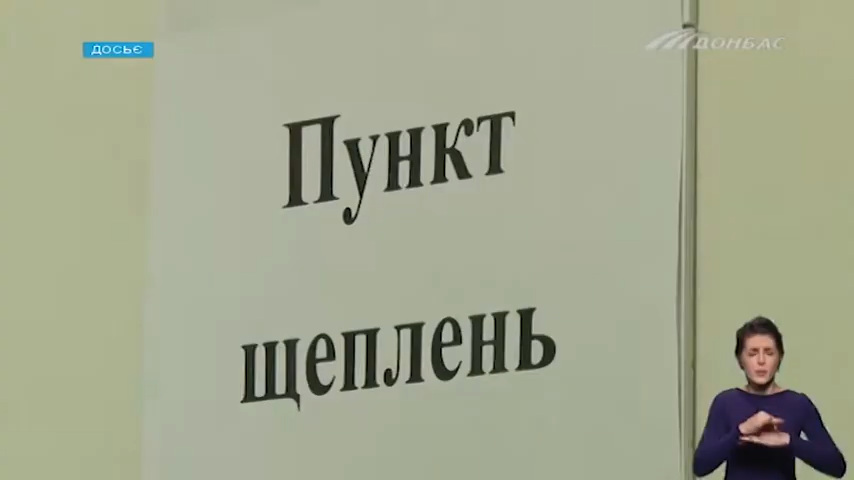 ДОСЬЄ
ДОНБАС
Пункт
щеплень